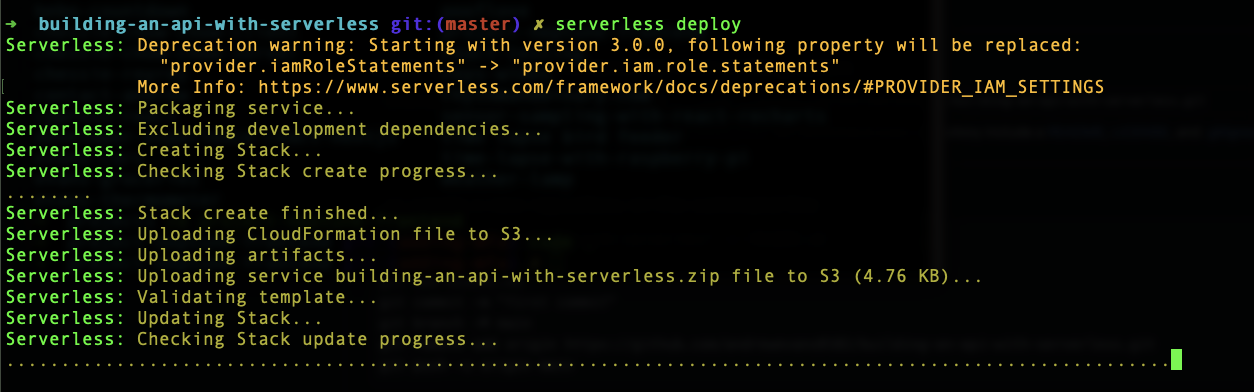 ➜ building-an-api-with-serverless git:(master) ✗ serverless deploy
Serverless: Deprecation warning: Starting with version 3.0.0, following property will be replaced:
"provider.iamRoleStatements" -> "provider.iam.role.statements"
More Info: https://www.serverless.com/framework/docs/deprecations/#PROVIDER_IAM_SETTINGS
Serverless: Packaging service...
Serverless: Excluding development dependencies...
Serverless: Creating Stack...
Serverless: Checking Stack create progress...
........
Serverless: Stack create finished...
Serverless: Uploading CloudFormation file to S3...
Serverless: Uploading artifacts...
Serverless: Uploading service building-an-api-with-serverless.zip file to S3 (4.76 KB)...
Serverless: Validating template...
Serverless: Updating Stack...
Serverless: Checking Stack update progress...
..........................................................................................................